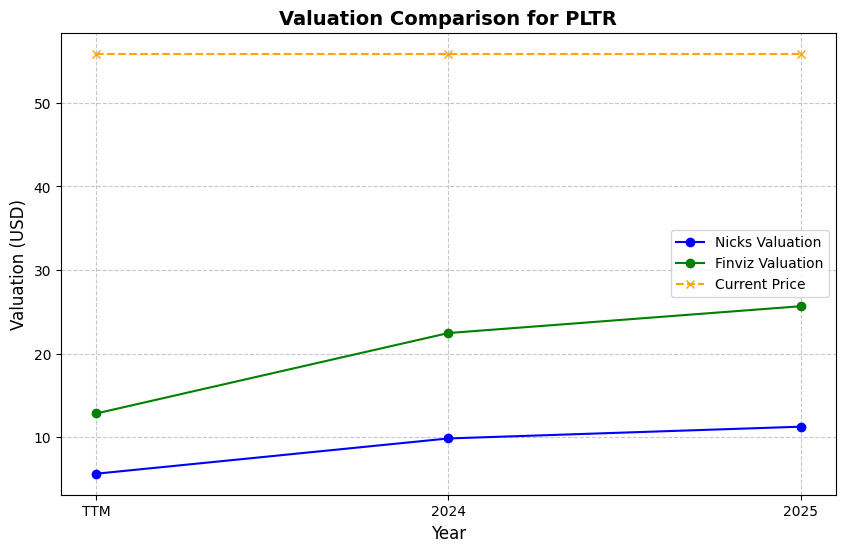 Valuation Comparison for PLTR
Valuation (USD)
50
40
30
20
10
Nicks Valuation
Finviz Valuation
Current Price
TTM
2024
2025
Year